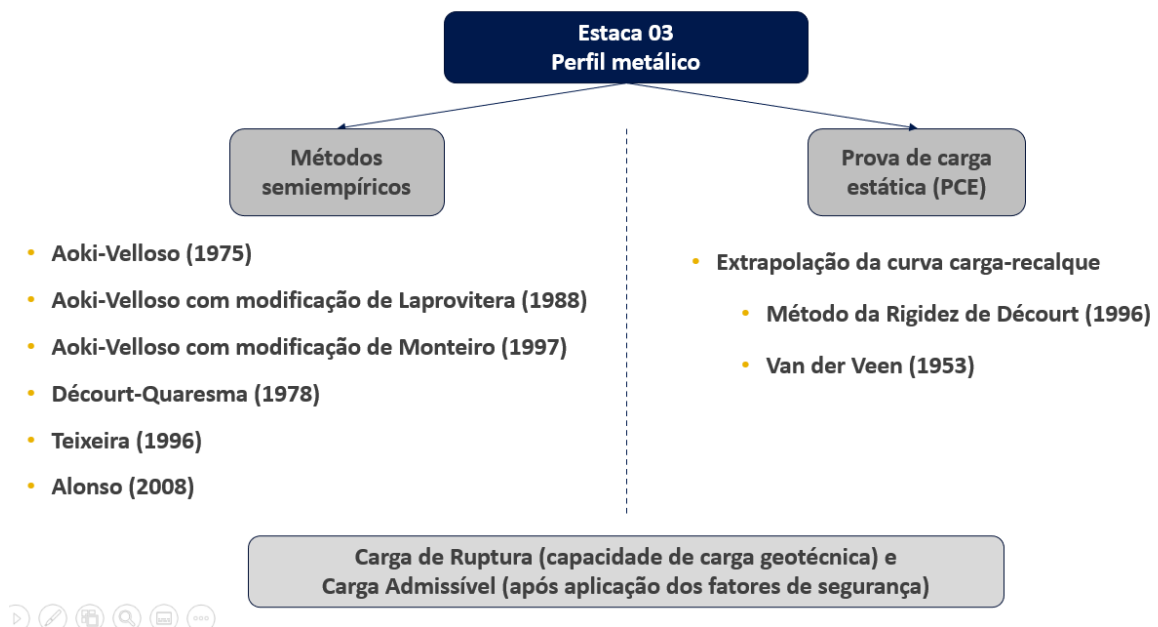 Estaca 03
Perfil metálico
Métodos
semiempíricos
• Aoki-Velloso (1975)
• Aoki-Velloso com modificação de Laprovitera (1988)
• Aoki-Velloso com modificação de Monteiro (1997)
• Décourt-Quaresma (1978)
• Teixeira (1996)
• Alonso (2008)
Prova de carga
estática (PCE)
• Extrapolação da curva carga-recalque
• Método da Rigidez de Décourt (1996)
• Van der Veen (1953)
Carga de Ruptura (capacidade de carga geotécnica) e
Carga Admissível (após aplicação dos fatores de segurança)